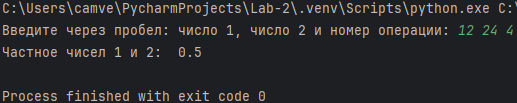 C:\Users\camve\PycharmProjects\Lab-2\.venv\Scripts\python.exe C:\
Введите через пробел: число 1, число 2 и номер операции: 12 24 4
Частное чисел 1 и 2:  0.5
Process finished with exit code 0